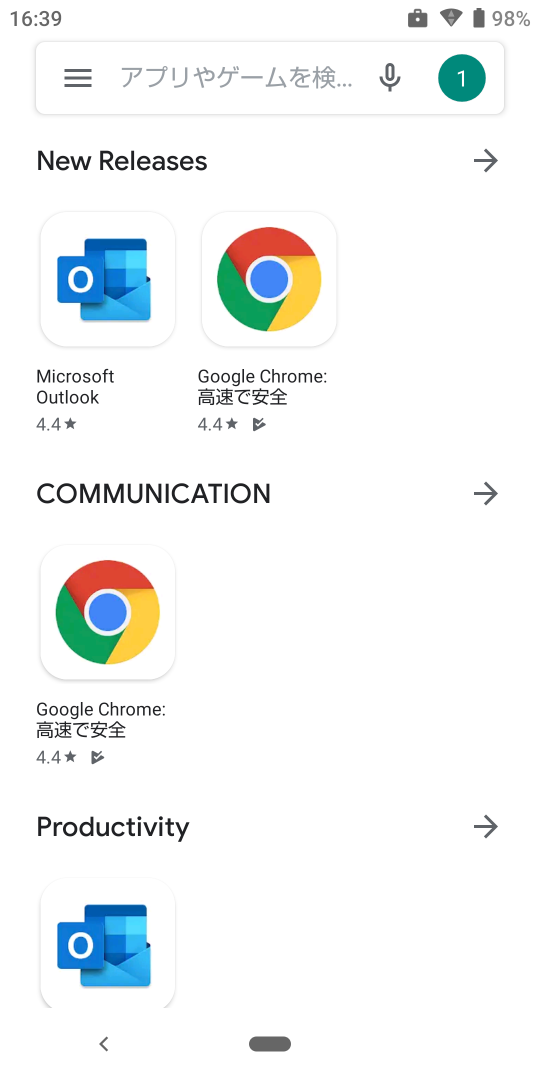 16:39
98%
アプリやゲームを検...
1
New Releases
Microsoft
Outlook
4.4★
Google Chrome:
高速で安全
4.4★
COMMUNICATION
Google Chrome:
高速で安全
4.4★
Productivity